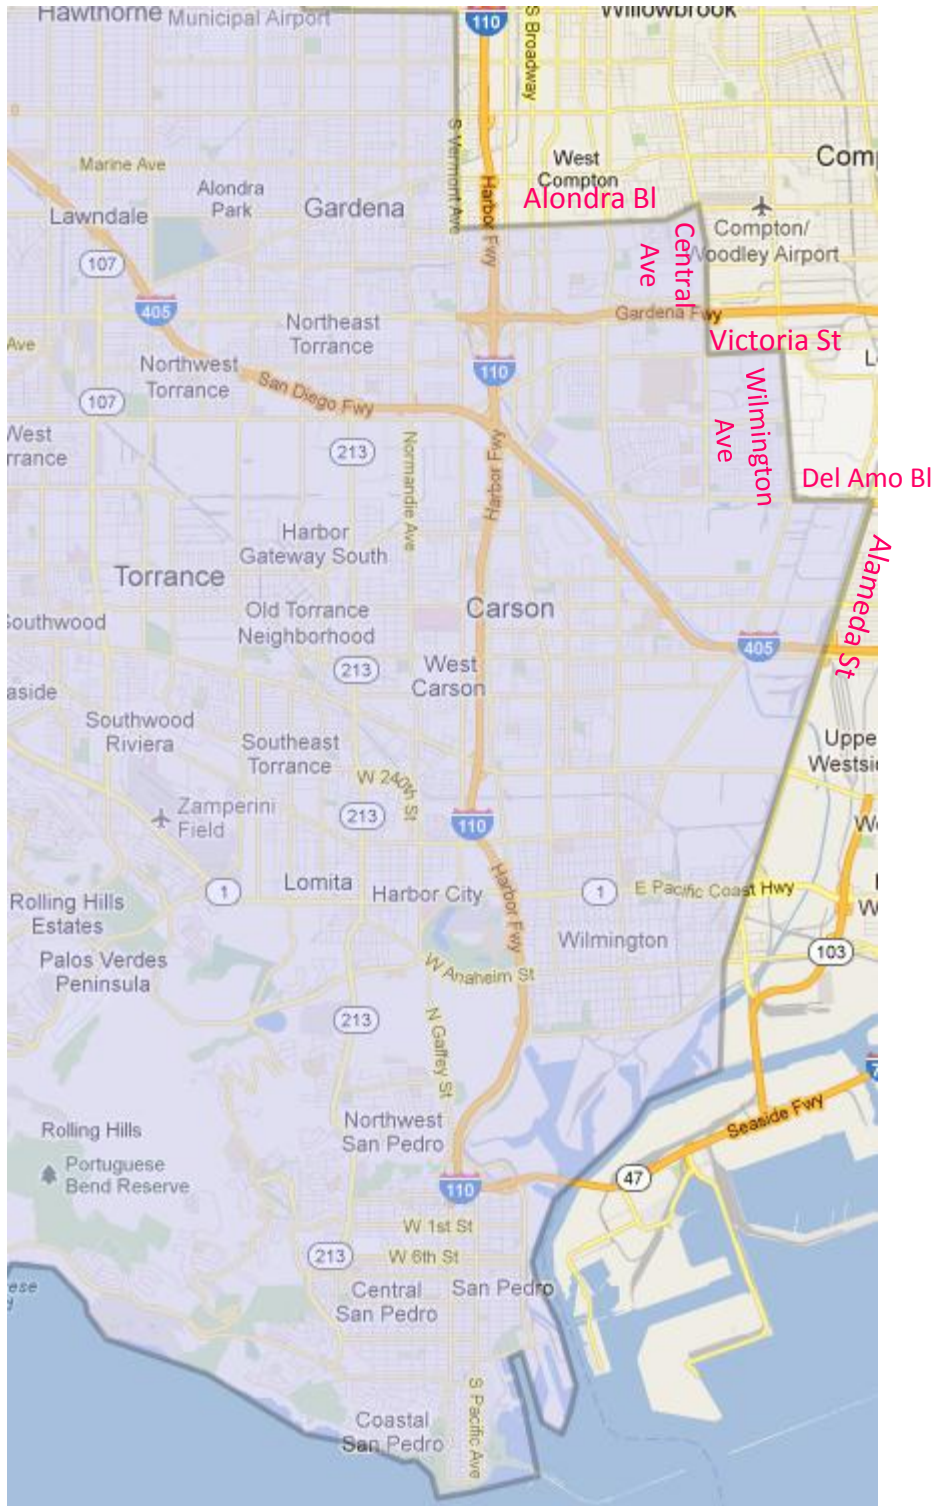 Hawthorne
Municipal Airport
110
S Broadway
Willowbrook
S Vermont Ave
Harbor Fwy
Marine Ave
West
Compton
Alondra
Park
Gardena
Lawndale
Alondra Bl
Com
Compton/
Woodley Airport
Central
Ave
107
405
Gardena Fwy
Northeast
Torrance
Ave
Victoria St
L
Northwest
Torrance
110
San Diego Fwy
107
Wilmington
Ave
West
rrance
213
Normandie Ave
Harbor Fwy
Del Amo Bl
Harbor
Gateway South
Alameda St
Torrance
Old Torrance
Neighborhood
Carson
Southwood
405
213
West
Carson
aside
Southwood
Riviera
Southeast
Torrance
Uppe
Westsi
W 240th St
Zamperini
Field
213
110
W
Lomita
Harbor City
1
1
E Pacific Coast Hwy
Harbor Fwy
Rolling Hills
Estates
W
Wilmington
Palos Verdes
Peninsula
W Anaheim St
103
213
N Gaffey St
7
Northwest
San Pedro
Seaside Fwy
Rolling Hills
Portuguese
Bend Reserve
110
47
W 1st St
213
W 6th St
Central
San Pedro
San Pedro
ese
S Pacific Ave
Coastal
San Pedro